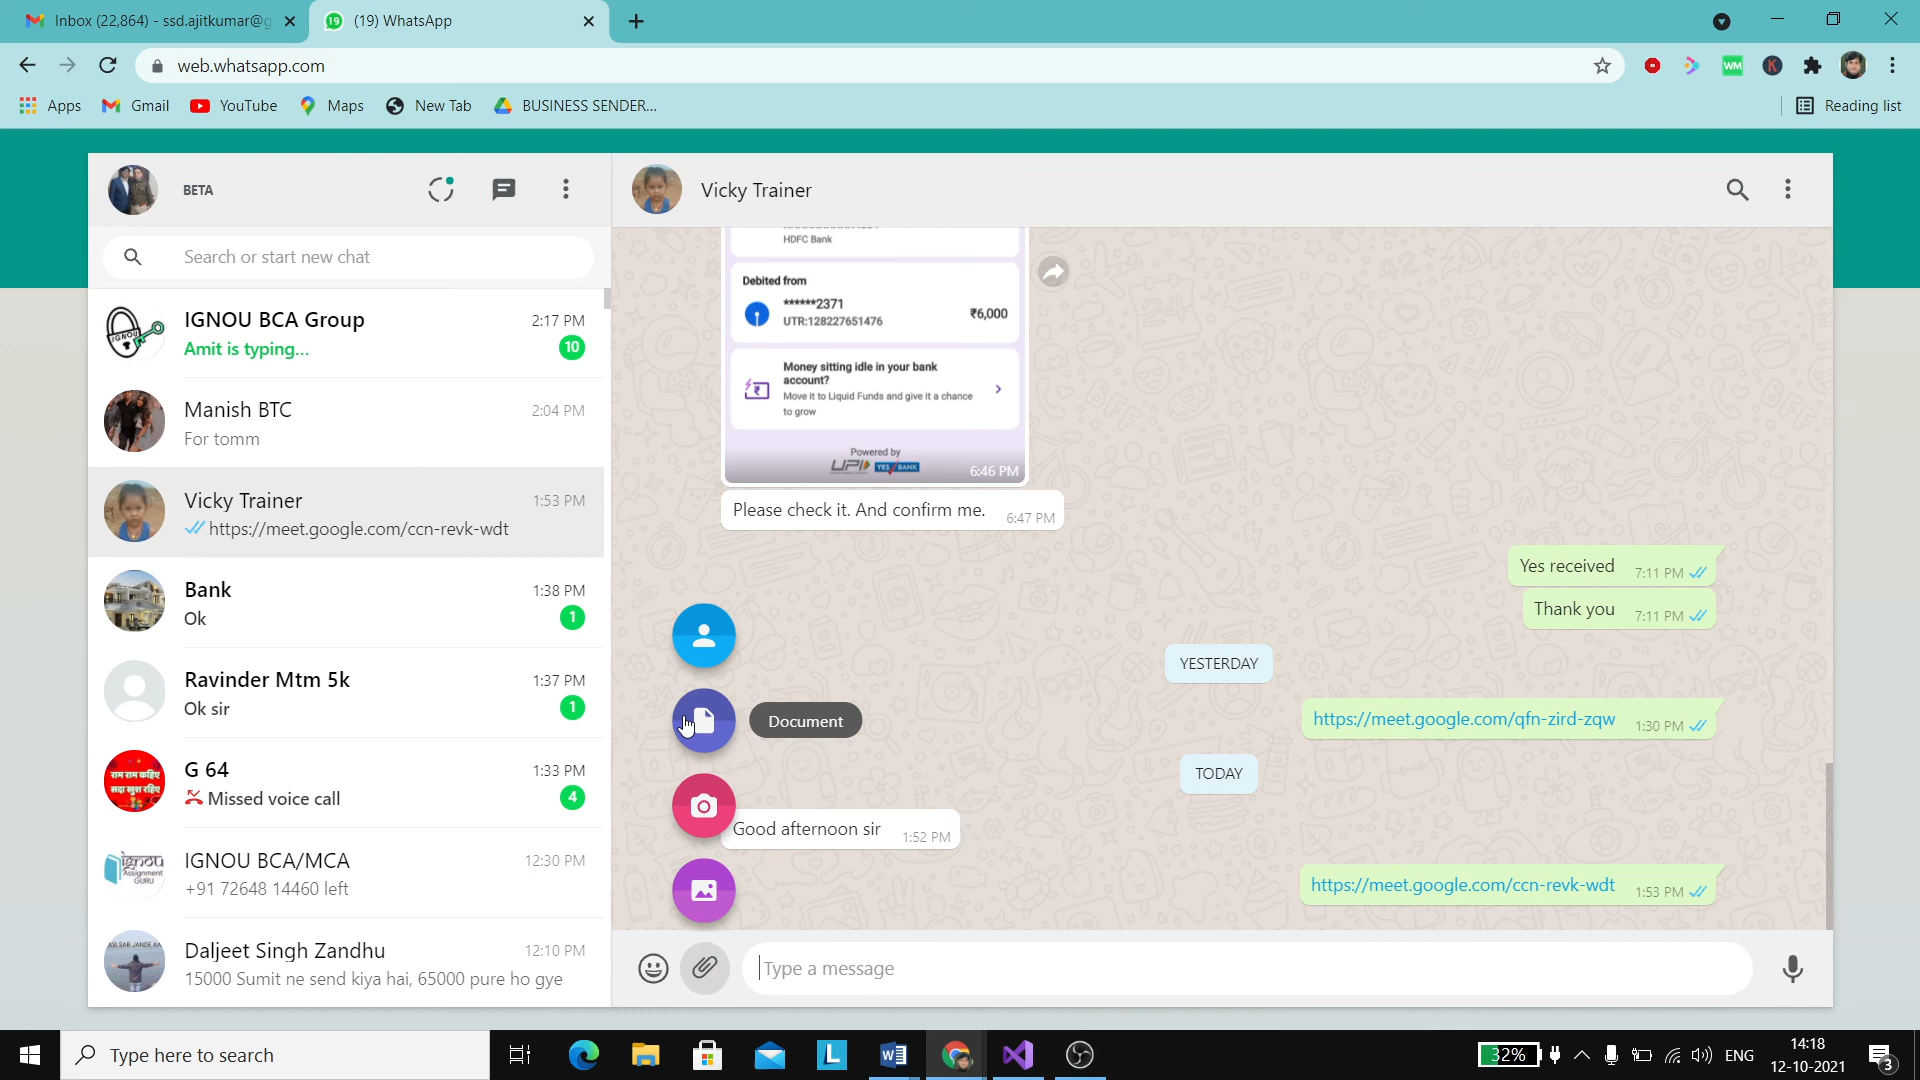 Inbox (22,864) - ssd.ajitkumar@g
(19) WhatsApp
web.whatsapp.com
Apps
Gmail
YouTube
Maps
New Tab
BUSINESS SENDER...
Reading list
BETA
Search or start new chat
IGNOU BCA Group
2:17 PM
Amit is typing...
10
Manish BTC
2:04 PM
For tomm
Vicky Trainer
1:53 PM
https://meet.google.com/ccn-revk-wdt
Bank
1:38 PM
Ok
1
Ravinder Mtm 5k
1:37 PM
Ok sir
1
राम राम कहिए
सदा खुश रहिए
G 64
1:33 PM
Missed voice call
4
IGNOU BCA/MCA
12:30 PM
+91 72648 14460 left
Daljeet Singh Zandhu
12:10 PM
15000 Sumit ne send kiya hai, 65000 pure ho gye
Vicky Trainer
HDFC Bank
Debited from
******2371
UTR:128227651476
₹6,000
Money sitting idle in your bank
account?
Move it to Liquid Funds and give it a chance
to grow
Powered by
UPI YES BANK
6:46 PM
Please check it. And confirm me.
6:47 PM
Yes received
7:11 PM
Thank you
7:11 PM
YESTERDAY
Document
https://meet.google.com/qfn-zird-zqw
1:30 PM
TODAY
Good afternoon sir
1:52 PM
https://meet.google.com/ccn-revk-wdt
1:53 PM
Type a message
Type here to search
32%
ENG
14:18
12-10-2021
3